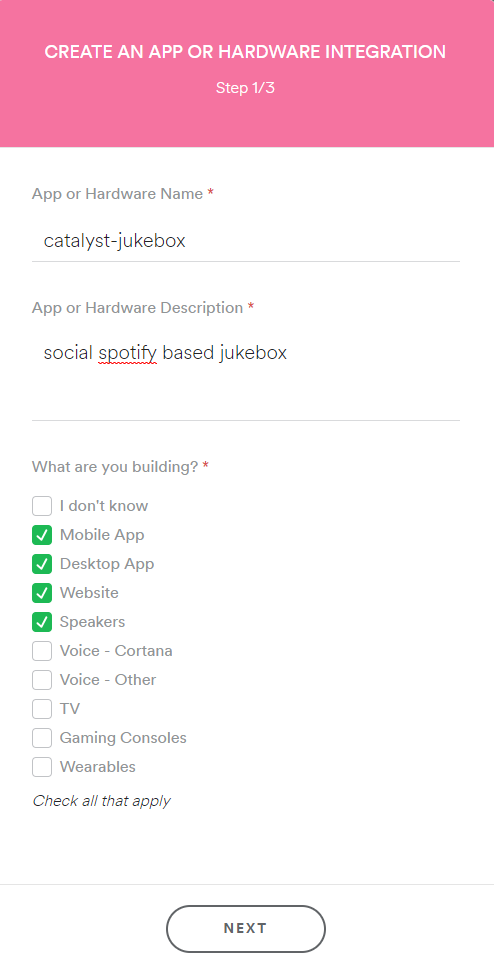 CREATE AN APP OR HARDWARE INTEGRATION
Step 1/3
App or Hardware Name *
catalyst-jukebox
App or Hardware Description *
social spotify based jukebox
What are you building? *
I don't know
Mobile App
Desktop App
Website
Speakers
Voice - Cortana
Voice - Other
TV
Gaming Consoles
Wearables
Check all that apply
NEXT